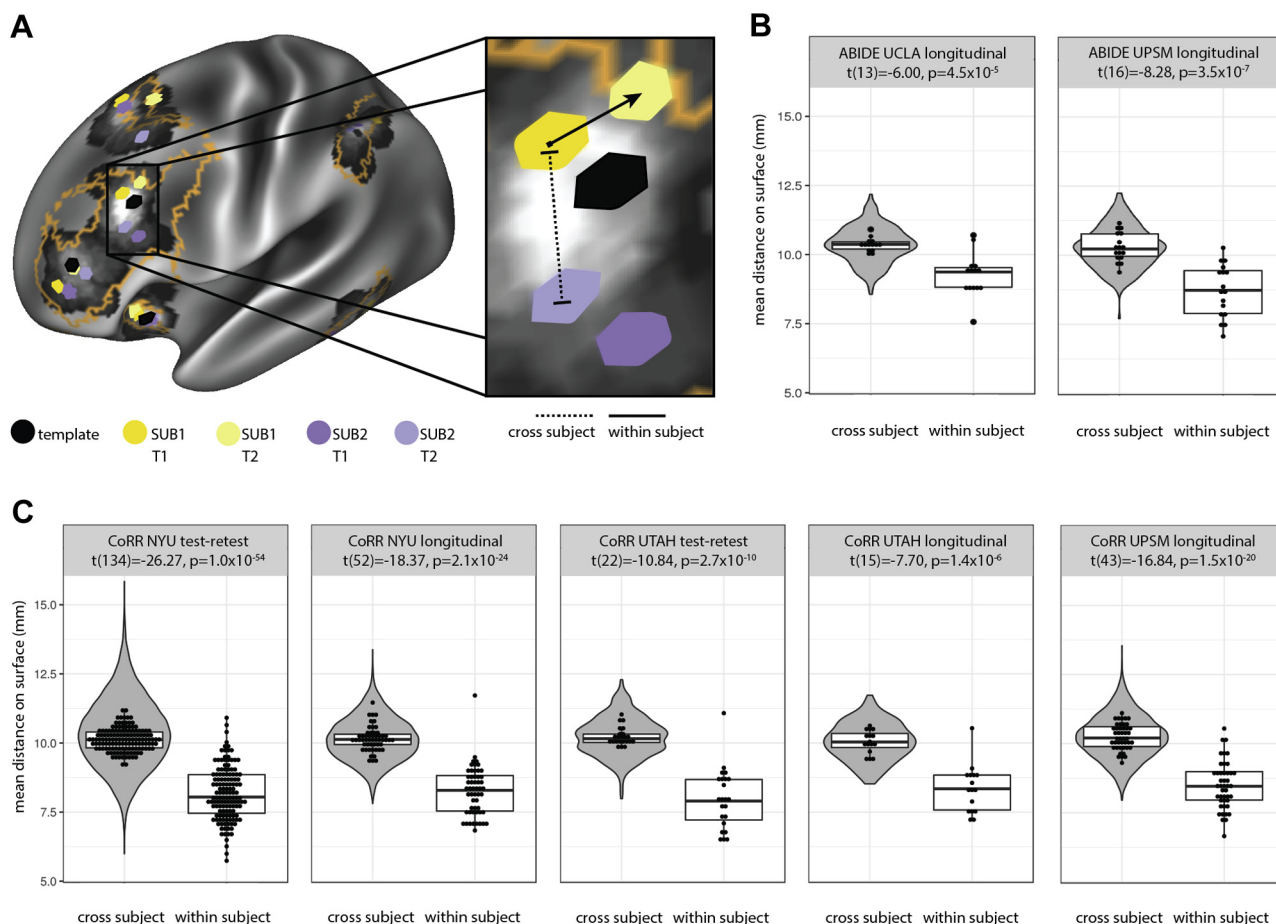 A
template
SUB1
T1
SUB1
T2
SUB2
T1
SUB2
T2
cross subject within subject
B
ABIDE UCLA longitudinal
t(13)=-6.00, p=4.5x10⁻⁵
ABIDE UPSM longitudinal
t(16)=-8.28, p=3.5x10⁻⁷
mean distance on surface (mm)
15.0
12.5
10.0
7.5
5.0
cross subject within subject
cross subject within subject
C
CoRR NYU test-retest
t(134)=-26.27, p=1.0x10⁻⁵⁴
CoRR NYU longitudinal
t(52)=-18.37, p=2.1x10⁻²⁴
CoRR UTAH test-retest
t(22)=-10.84, p=2.7x10⁻¹⁰
CoRR UTAH longitudinal
t(15)=-7.70, p=1.4x10⁻⁶
CoRR UPSM longitudinal
t(43)=-16.84, p=1.5x10⁻²⁰
mean distance on surface (mm)
15.0
12.5
10.0
7.5
5.0
cross subject within subject
cross subject within subject
cross subject within subject
cross subject within subject
cross subject within subject